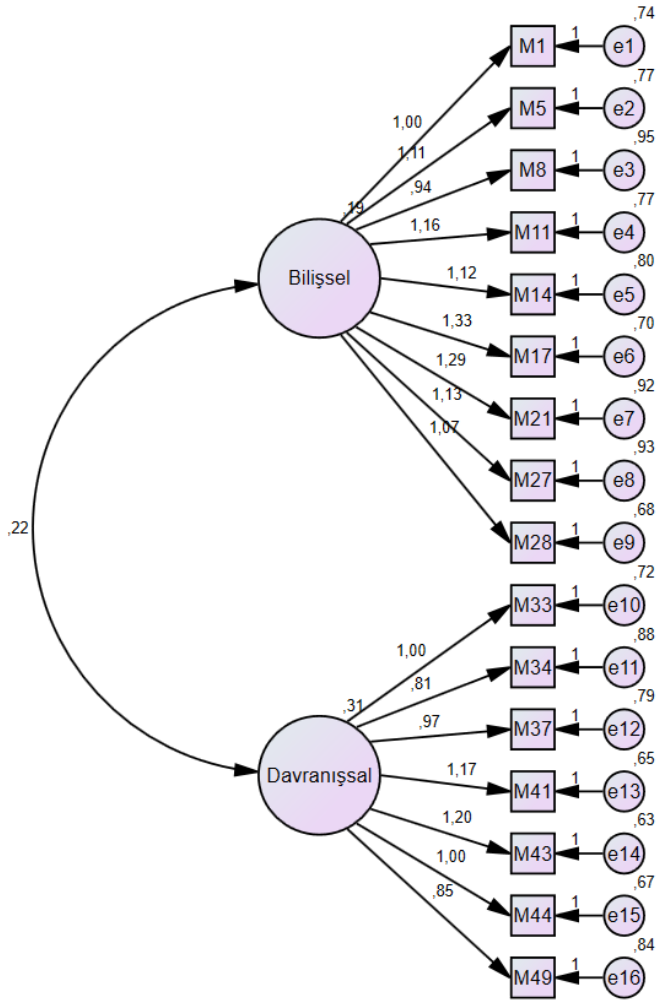 ,74
M1 1 e1
,77
1,00
M5 1 e2
,95
1,11
M8 1 e3
,77
,94
,19
M11 1 e4
1,16
,80
Bilişsel
1,12
M14 1 e5
,70
1,33
M17 1 e6
,92
1,29
M21 1 e7
,93
1,13
M27 1 e8
,68
1,07
M28 1 e9
,22
,72
M33 1 e10
,88
1,00
M34 1 e11
,79
,81
,31
M37 1 e12
,97
,65
Davranışsal
1,17
M41 1 e13
,63
1,20
M43 1 e14
,67
1,00
M44 1 e15
,84
,85
M49 1 e16